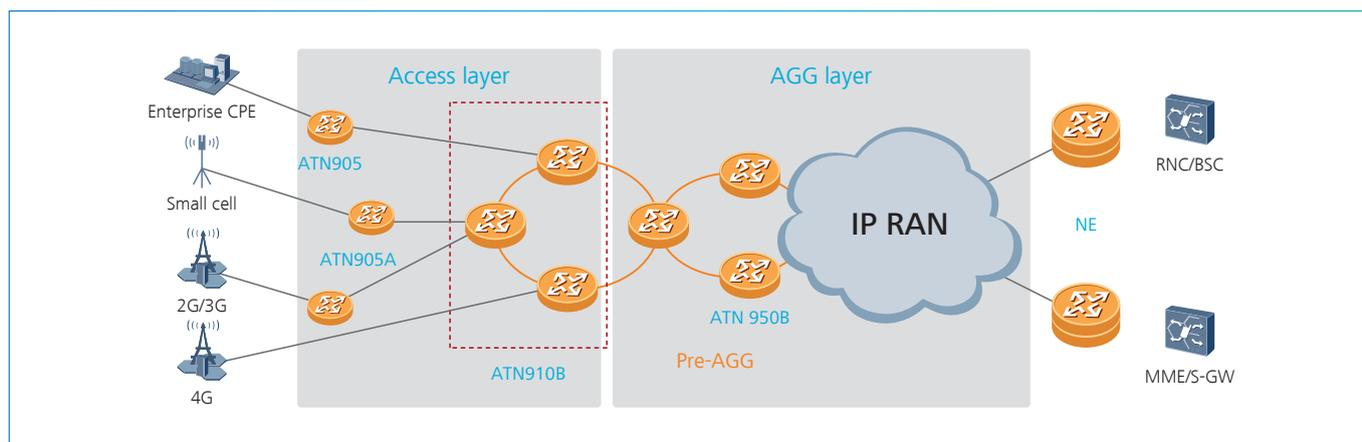 Access layer
AGG layer
Enterprise CPE
ATN905
RNC/BSC
Small cell
IP RAN
NE
ATN905A
2G/3G
ATN 950B
Pre-AGG
ATN910B
MME/S-GW
4G